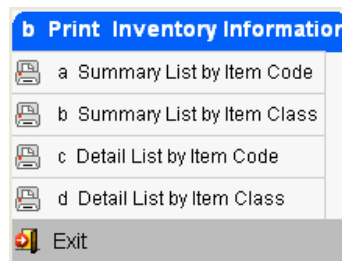 b Print Inventory Information
a Summary List by Item Code
b Summary List by Item Class
c Detail List by Item Code
d Detail List by Item Class
Exit